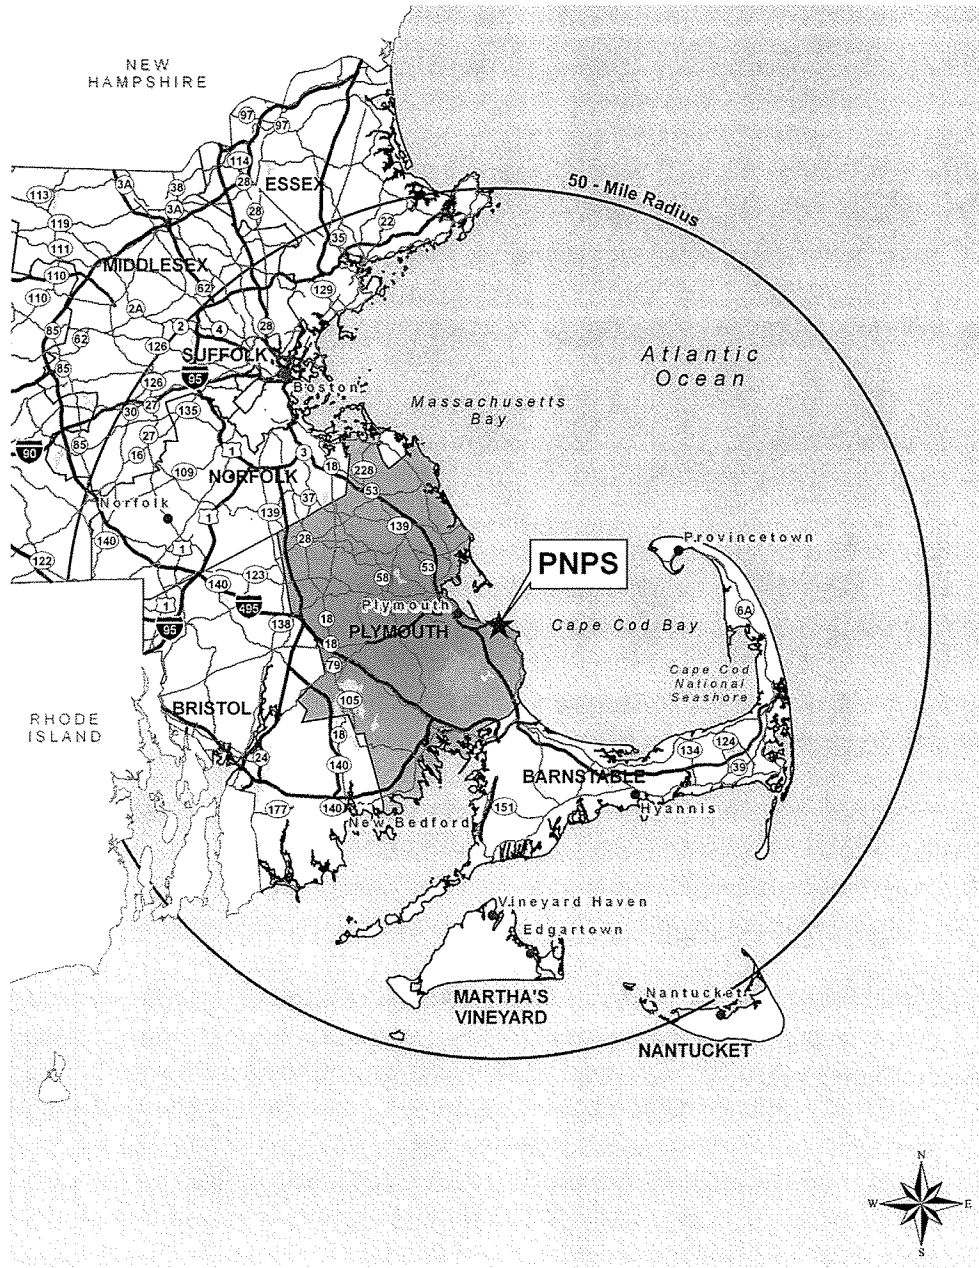 NEW
HAMPSHIRE
97
97
114
ESSEX
28
3A
38
113
3A
28
50 - Mile Radius
119
22
111
35
MIDDLESEX
110
62
129
110
2A
2
4
28
85
62
126
SUFFOLK
Atlantic
Ocean
85
95
Boston
126
Massachusetts
Bay
30
27
135
27
85
90
1
3
16
18
228
109
NORFOLK
53
37
Norfolk
139
1
139
28
140
1
Provincetown
122
PNPS
53
123
58
140
1
495
Plymouth
6A
18
138
95
PLYMOUTH
Cape Cod Bay
18
79
Cape Cod
National
Seashore
105
BRISTOL
RHODE
ISLAND
18
124
134
24
140
39
BARNSTABLE
177
140
151
Hyannis
New Bedford
Vineyard Haven
Edgartown
MARTHA'S
VINEYARD
Nantucket
NANTUCKET
N
W
E
S